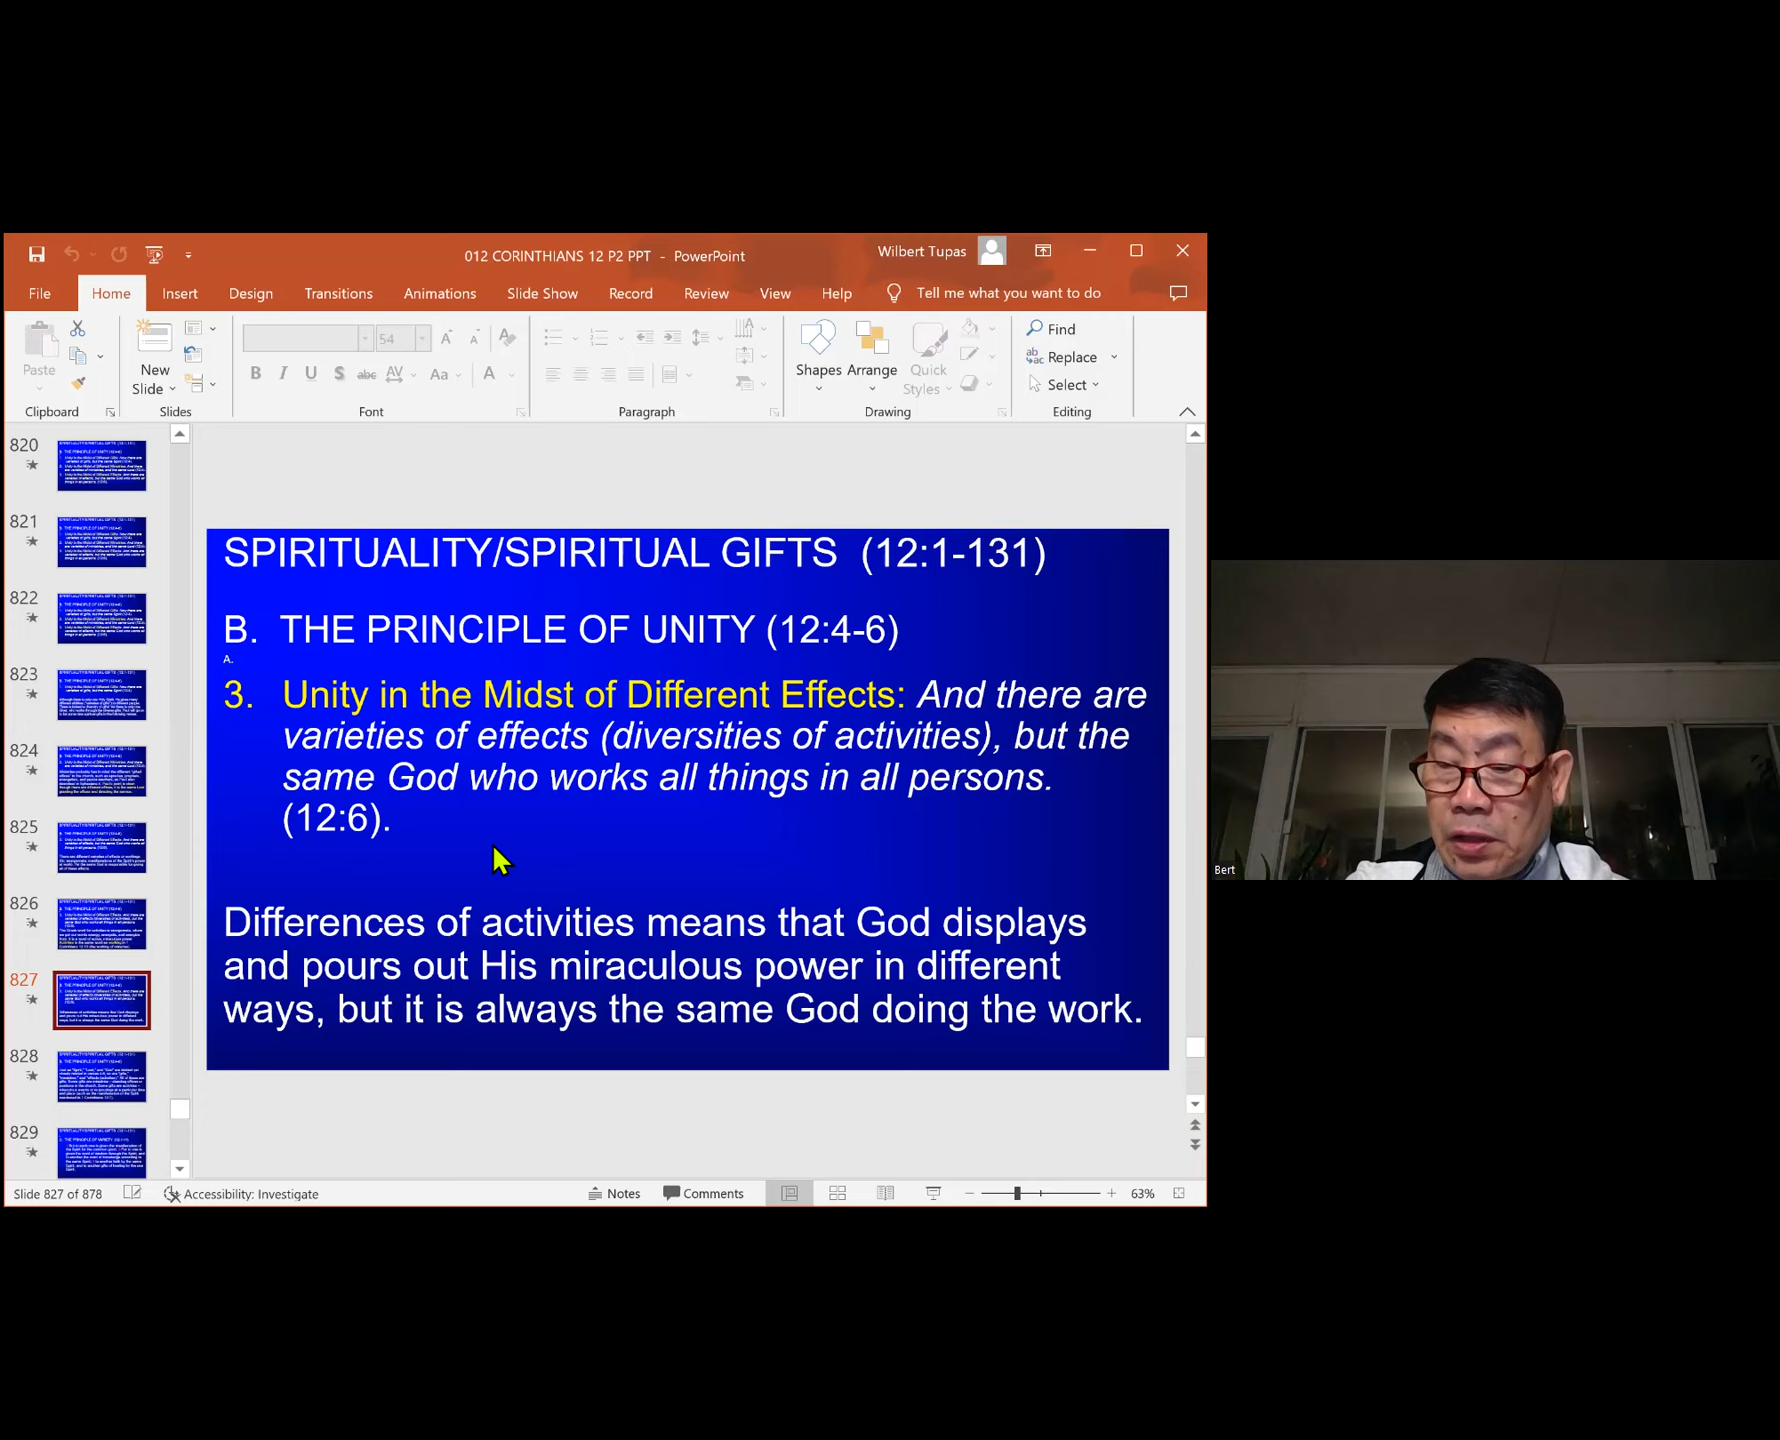 012 CORINTHIANS 12 P2 PPT - PowerPoint
Wilbert Tupas
File Home Insert Design Transitions Animations Slide Show Record Review View Help Tell me what you want to do
Paste
New
Slide
54
B I U S abc AV Aa A
Shapes Arrange Quick
Styles
Find
Replace
Select
Clipboard Slides Font Paragraph Drawing Editing
820
821
822
823
824
825
826
827
828
829
SPIRITUALITY/SPIRITUAL GIFTS (12:1-131)
B. THE PRINCIPLE OF UNITY (12:4-6)
A.
3. Unity in the Midst of Different Effects: And there are
varieties of effects (diversities of activities), but the
same God who works all things in all persons.
(12:6).
Differences of activities means that God displays
and pours out His miraculous power in different
ways, but it is always the same God doing the work.
Bert
Slide 827 of 878 Accessibility: Investigate Notes Comments 63%